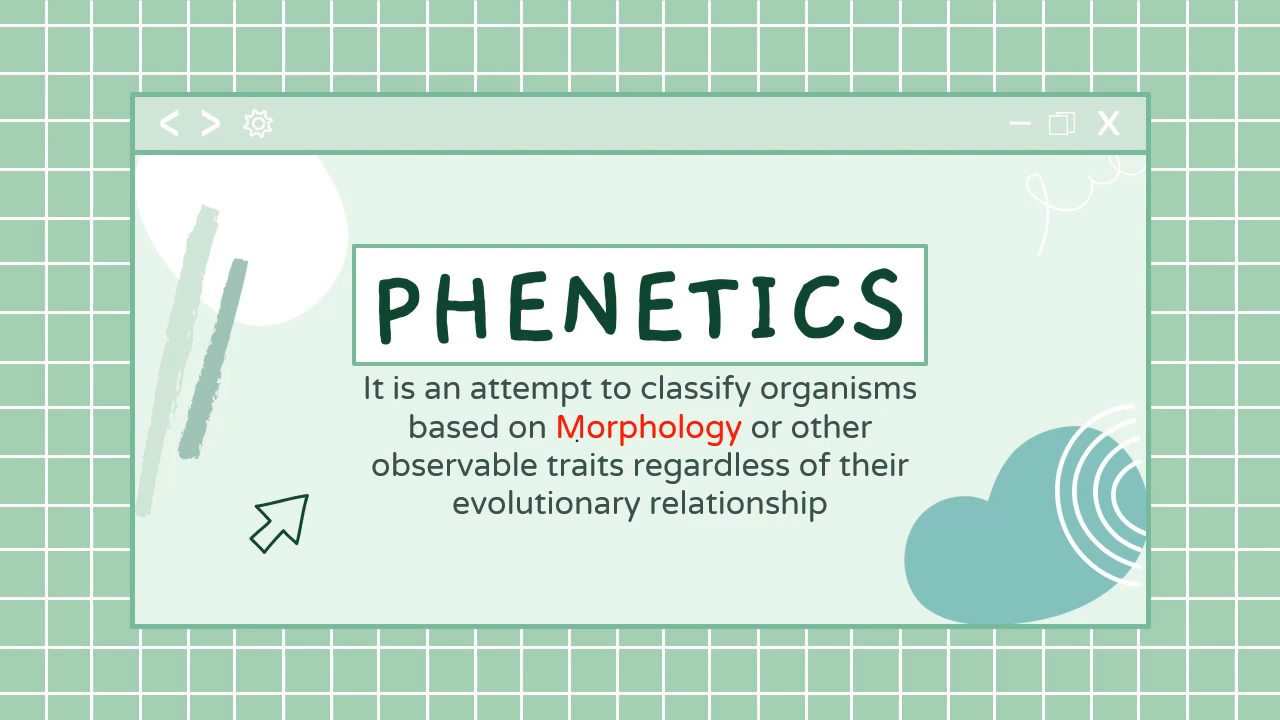 PHENETICS
It is an attempt to classify organisms
based on Morphology or other
observable traits regardless of their
evolutionary relationship